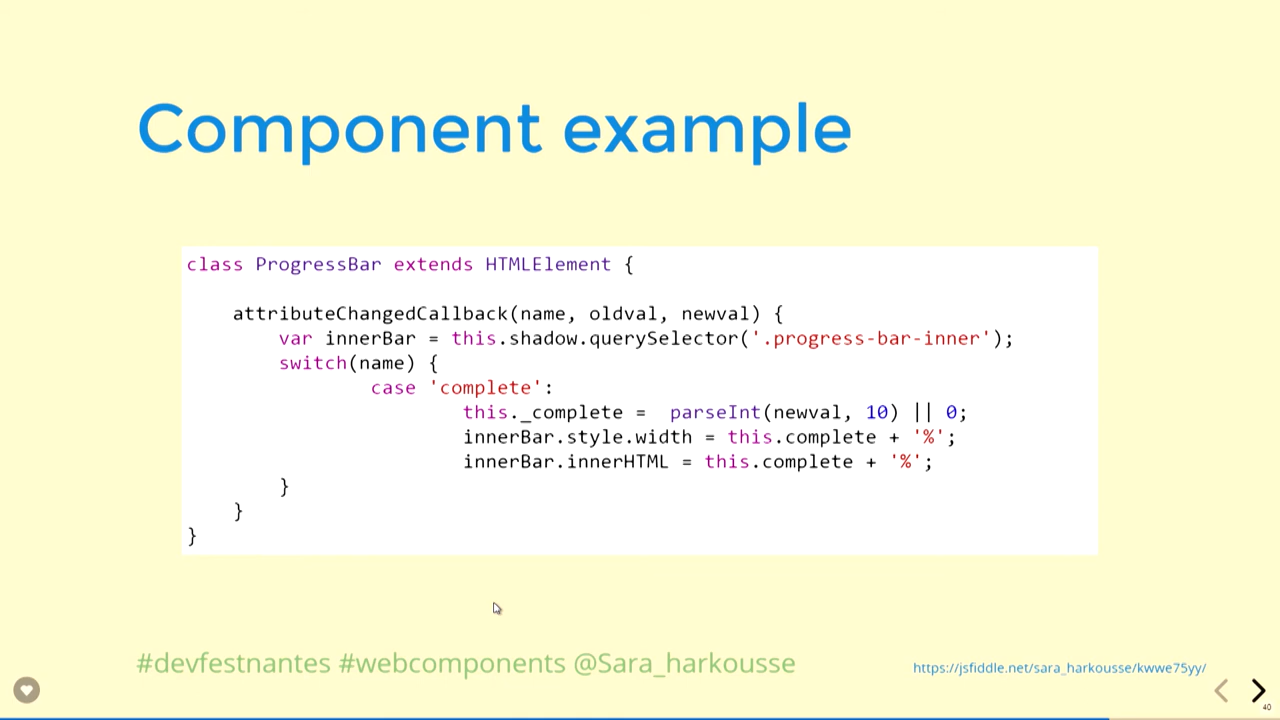 Component example
class ProgressBar extends HTMLElement {
attributeChangedCallback(name, oldval, newval) {
var innerBar = this.shadow.querySelector('.progress-bar-inner');
switch(name) {
case 'complete':
this._complete = parseInt(newval, 10) || 0;
innerBar.style.width = this.complete + '%';
innerBar.innerHTML = this.complete + '%';
}
}
}
#devfestnantes #webcomponents @Sara_harkousse
https://jsfiddle.net/sara_harkousse/kwwe75yy/
40